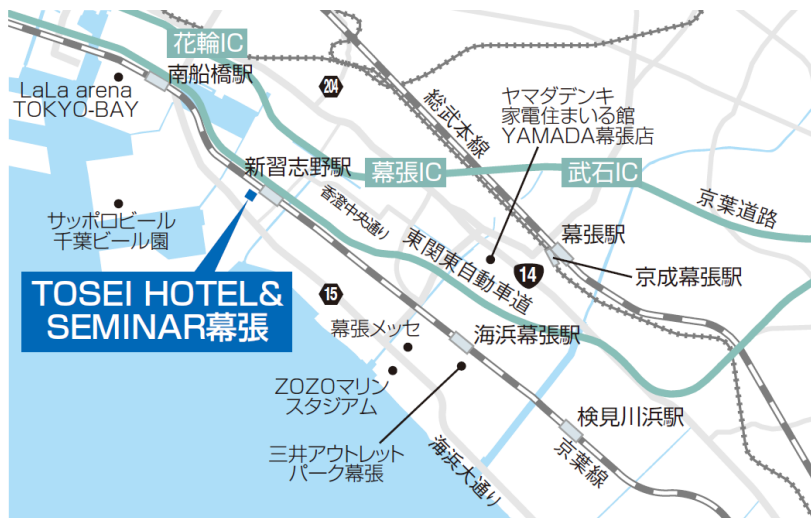 花輪IC
南船橋駅
LaLa arena
TOKYO-BAY
204
総武本線
ヤマダデンキ
家電住まいる館
YAMADA幕張店
新習志野駅
幕張IC
武石IC
京葉道路
サッポロビール
千葉ビール園
香澄中央通り
東関東自動車道
幕張駅
14
京成幕張駅
TOSEI HOTEL&
SEMINAR幕張
15
幕張メッセ
海浜幕張駅
ZOZOマリン
スタジアム
三井アウトレット
パーク幕張
海浜大通り
検見川浜駅
京葉線